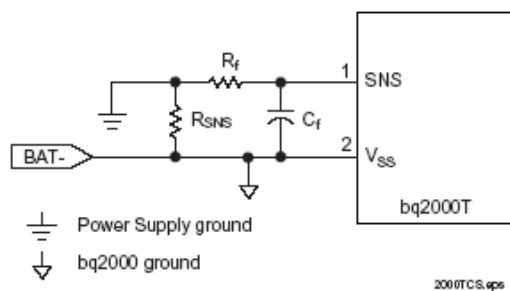 Rf
1
SNS
RSNS
Cf
BAT-
2
VSS
bq2000T
Power Supply ground
bq2000 ground
2000TCS.eps